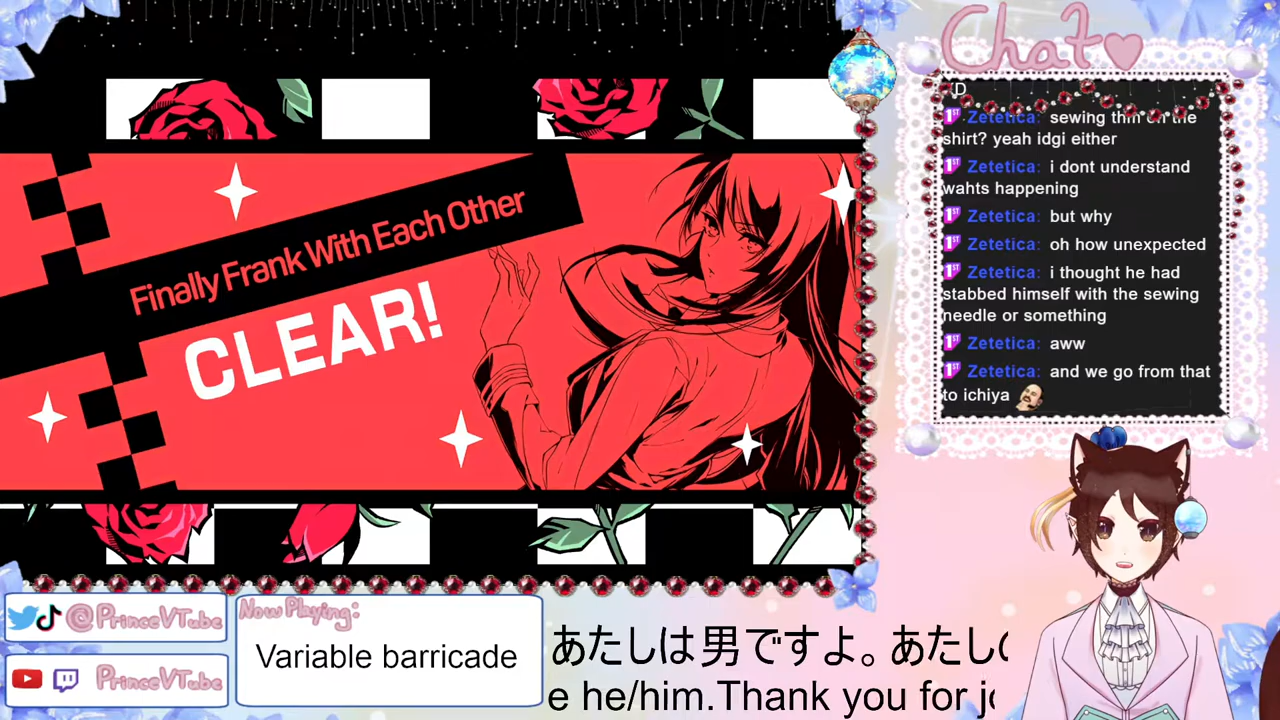 Chat
XD
Zetetica: sewing thin on the
shirt? yeah idgi either
Zetetica: i dont understand
wahts happening
Zetetica: but why
Zetetica: oh how unexpected
Zetetica: i thought he had
stabbed himself with the sewing
needle or something
Zetetica: aww
Zetetica: and we go from that
to ichiya
Finally Frank With Each Other
CLEAR!
@PrinceVTube
PrinceVTube
Now Playing:
Variable barricade
あたしは男ですよ。あたし
e he/him.Thank you for